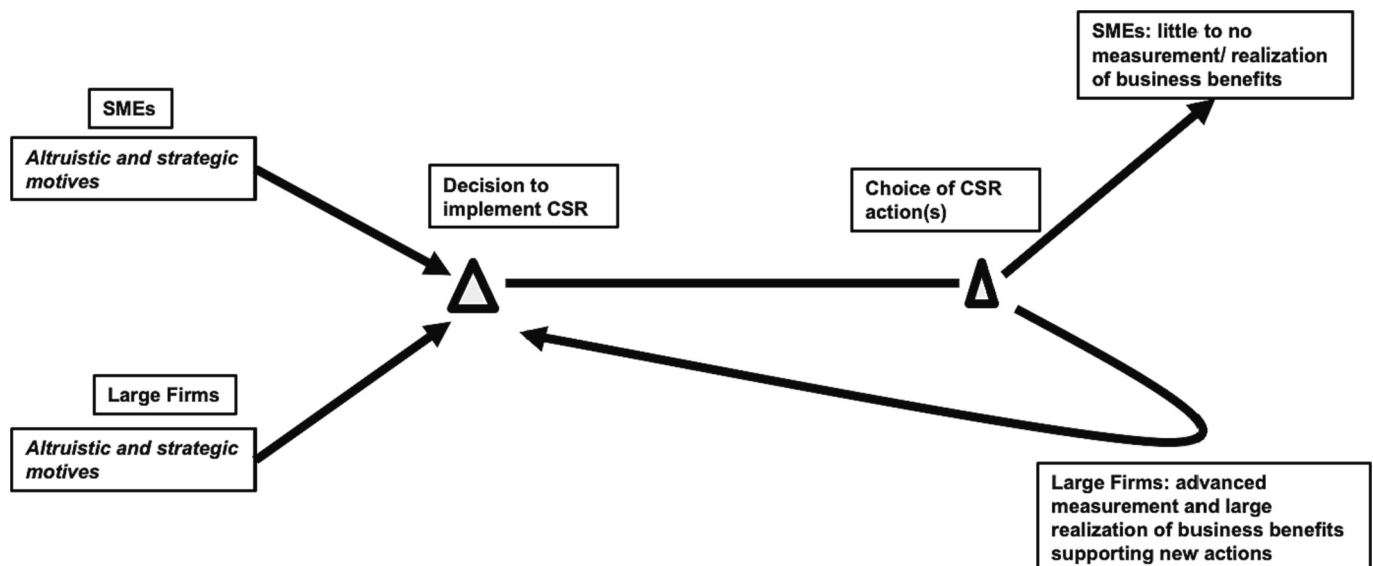 SMEs: little to no
measurement/ realization
of business benefits
SMEs
Altruistic and strategic
motives
Decision to
implement CSR
Choice of CSR
action(s)
Large Firms
Altruistic and strategic
motives
Large Firms: advanced
measurement and large
realization of business benefits
supporting new actions